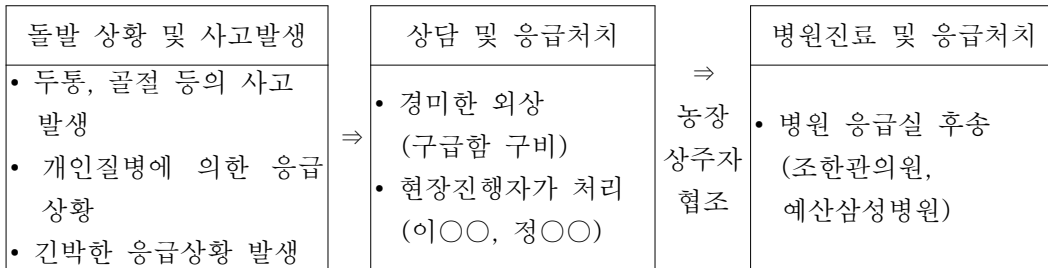 돌발 상황 및 사고발생
• 두통, 골절 등의 사고
발생
• 개인질병에 의한 응급
상황
• 긴박한 응급상황 발생
⇒
상담 및 응급처치
• 경미한 외상
(구급함 구비)
• 현장진행자가 처리
(이○○, 정○○)
⇒
농장
상주자
협조
병원진료 및 응급처치
• 병원 응급실 후송
(조한관의원,
예산삼성병원)